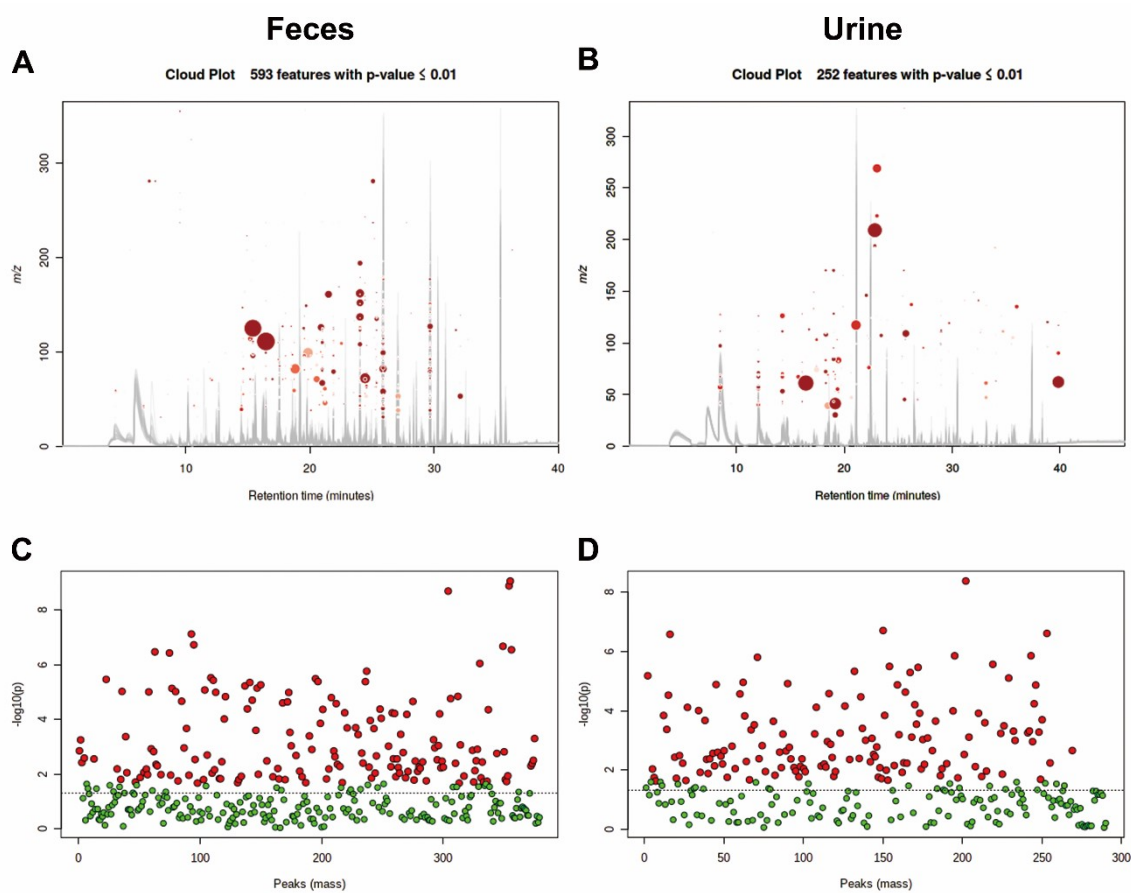 Feces
Urine
A
B
Cloud Plot 593 features with p-value ≤ 0.01
Cloud Plot 252 features with p-value ≤ 0.01
m/z
0
100
200
300
10
20
30
40
Retention time (minutes)
m/z
0
50
100
150
200
250
300
10
20
30
40
Retention time (minutes)
C
D
-log10(p)
0
2
4
6
8
0
100
200
300
Peaks (mass)
-log10(p)
0
2
4
6
8
0
50
100
150
200
250
300
Peaks (mass)